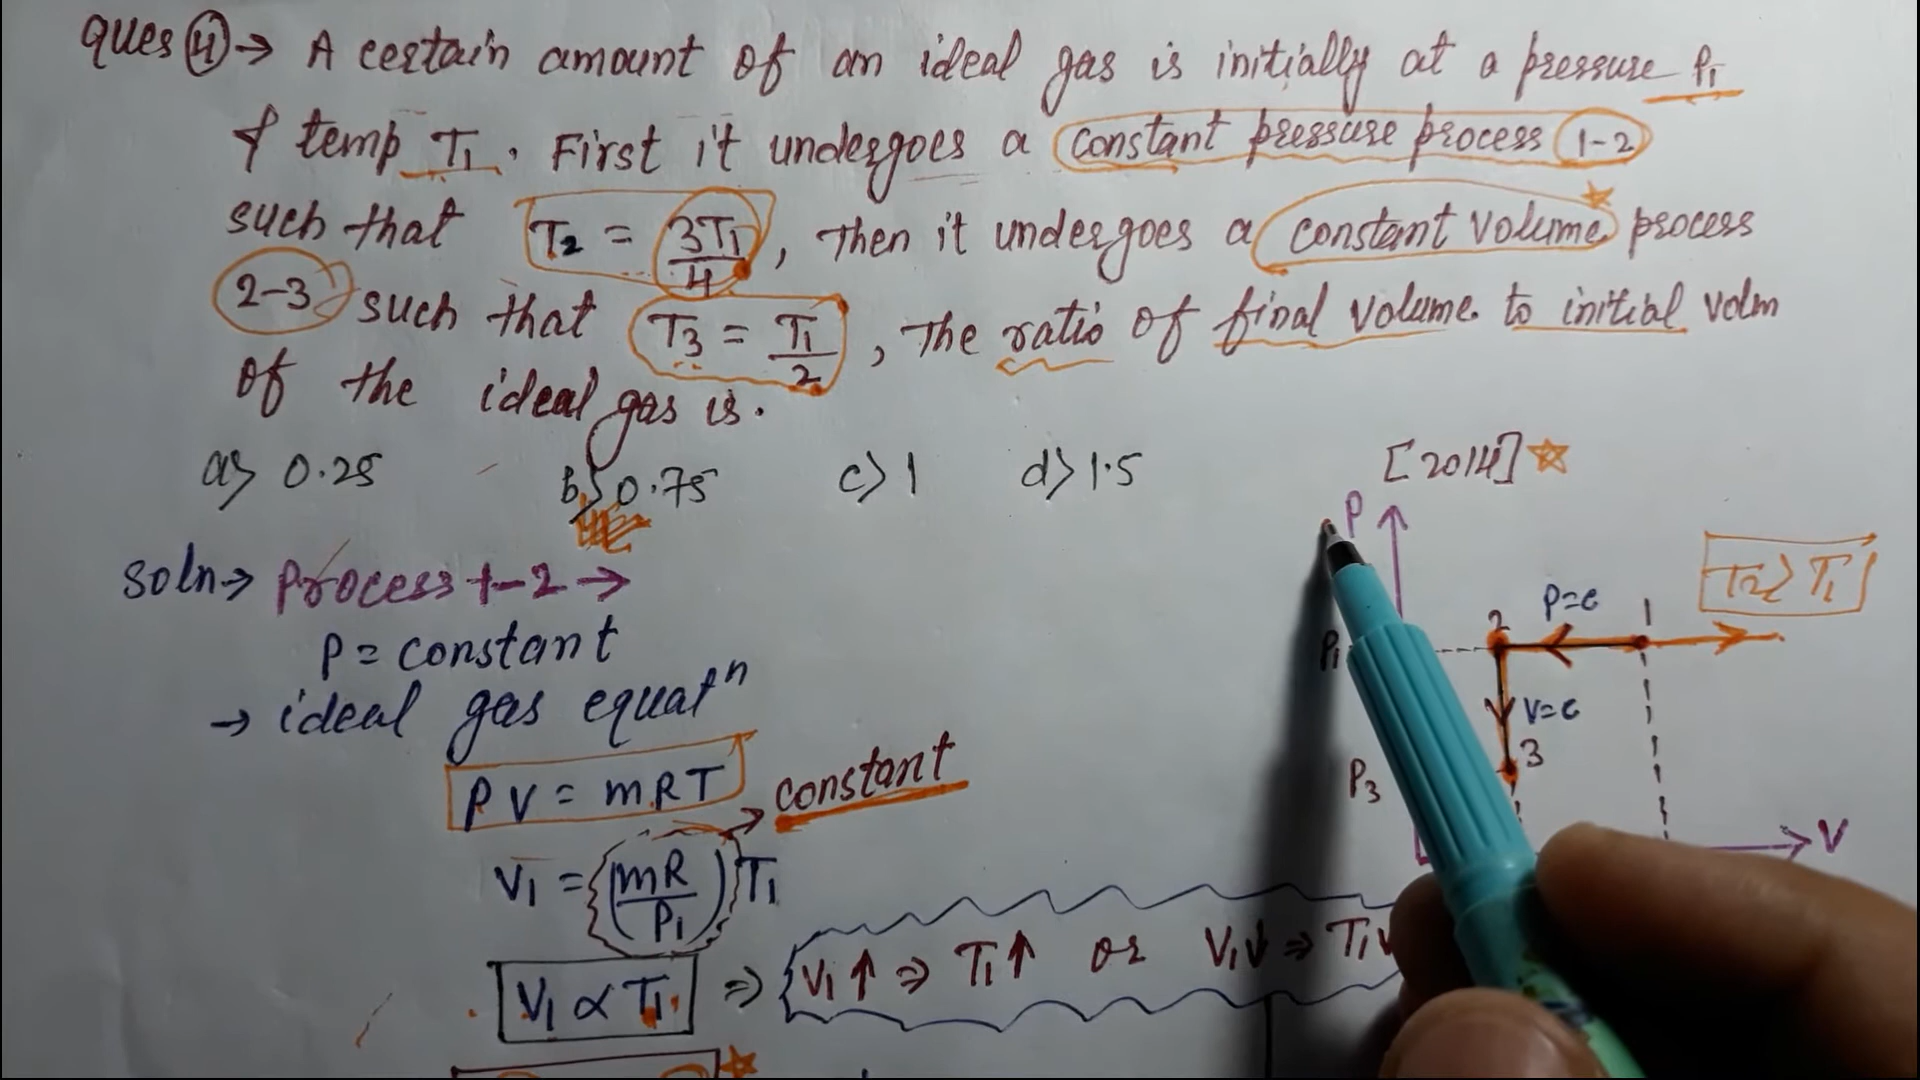 Ques (4) → A certain amount of an ideal gas is initially at a pressure P1
& temp T1. First it undergoes a constant pressure process 1-2
such that T2 = 3T1/4, Then it undergoes a constant volume process
2-3 such that T3 = T1/2, The ratio of final volume to initial volm
of the ideal gas is.
a> 0.25 b> 0.75 c> 1 d> 1.5
[2014]
P
Soln → Process 1-2 →
T2 > T1
P=c
2 1
P = constant
P1
→ ideal gas equatn
V=c
3
P3
PV = mRT → constant
V
V1 = (mR/P1) T1
V1 ∝ T1 ⇒ V1↑ ⇒ T1↑ or V1↓ ⇒ T1↓